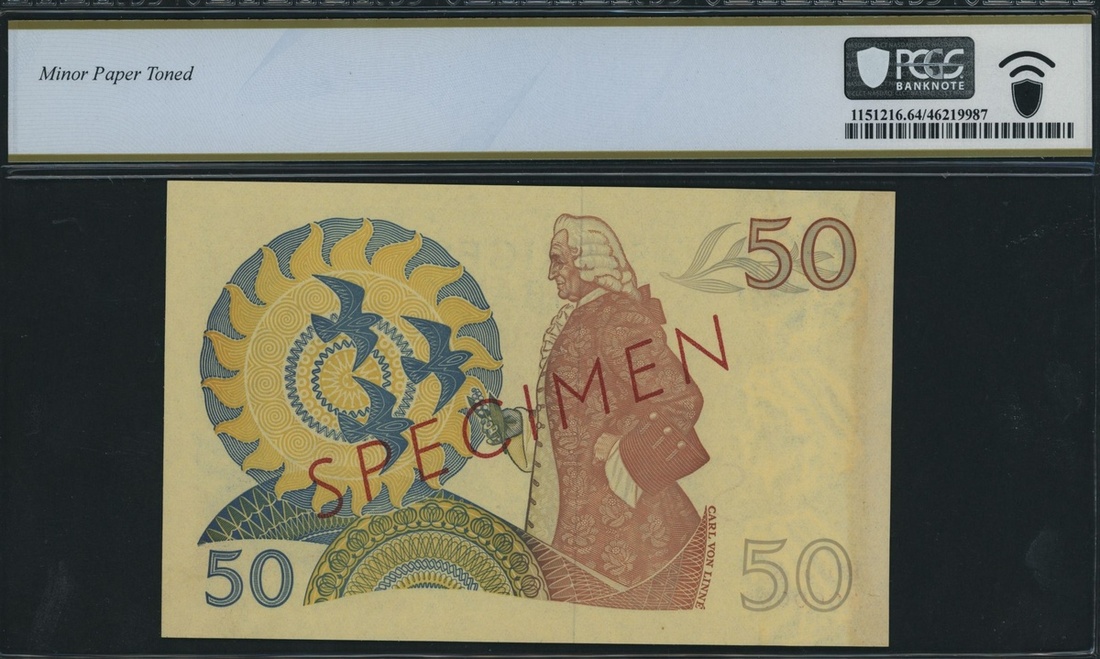 Minor Paper Toned
PCGS
BANKNOTE
1151216.64/46219987
50
SPECIMEN
CARL VON LINNÉ
50
50